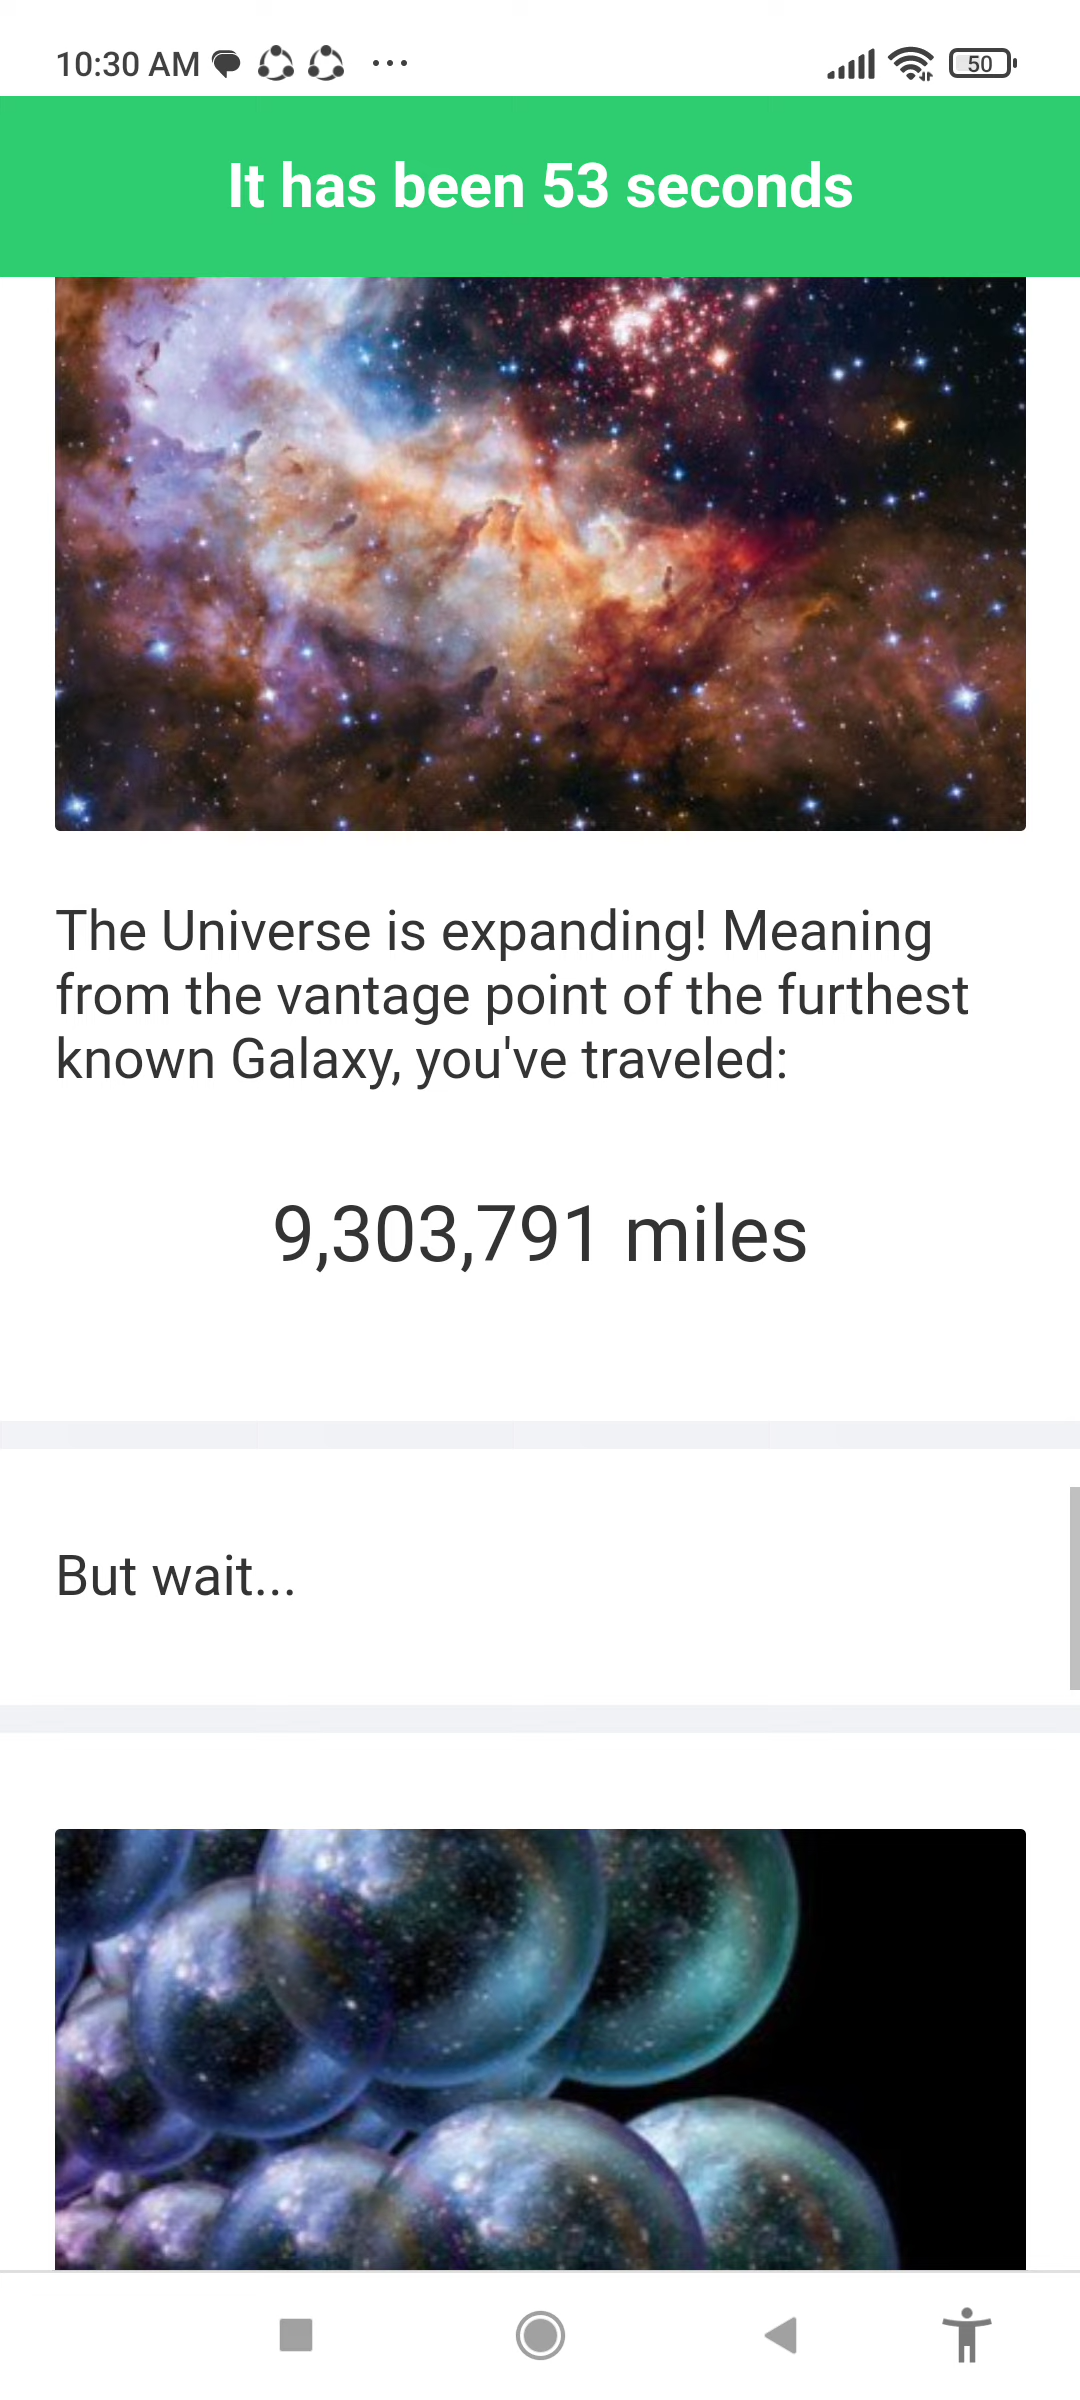 10:30 AM
50
It has been 53 seconds
The Universe is expanding! Meaning
from the vantage point of the furthest
known Galaxy, you've traveled:
9,303,791 miles
But wait...